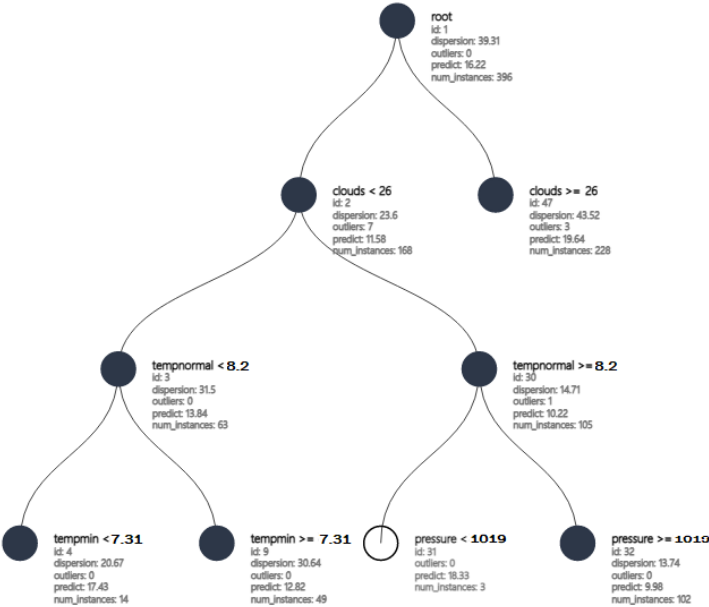 root
id: 1
dispersion: 39.31
outliers: 0
predict: 16.22
num_instances: 396
clouds < 26
id: 2
dispersion: 23.6
outliers: 7
predict: 11.58
num_instances: 168
clouds >= 26
id: 47
dispersion: 43.52
outliers: 3
predict: 19.64
num_instances: 228
tempnormal < 8.2
id: 3
dispersion: 31.5
outliers: 0
predict: 13.84
num_instances: 63
tempnormal >= 8.2
id: 30
dispersion: 14.71
outliers: 1
predict: 10.22
num_instances: 105
tempmin < 7.31
id: 4
dispersion: 20.67
outliers: 0
predict: 17.43
num_instances: 14
tempmin >= 7.31
id: 9
dispersion: 30.64
outliers: 0
predict: 12.82
num_instances: 49
pressure < 1019
id: 31
outliers: 0
predict: 18.33
num_instances: 3
pressure >= 1019
id: 32
dispersion: 13.74
outliers: 0
predict: 9.98
num_instances: 102